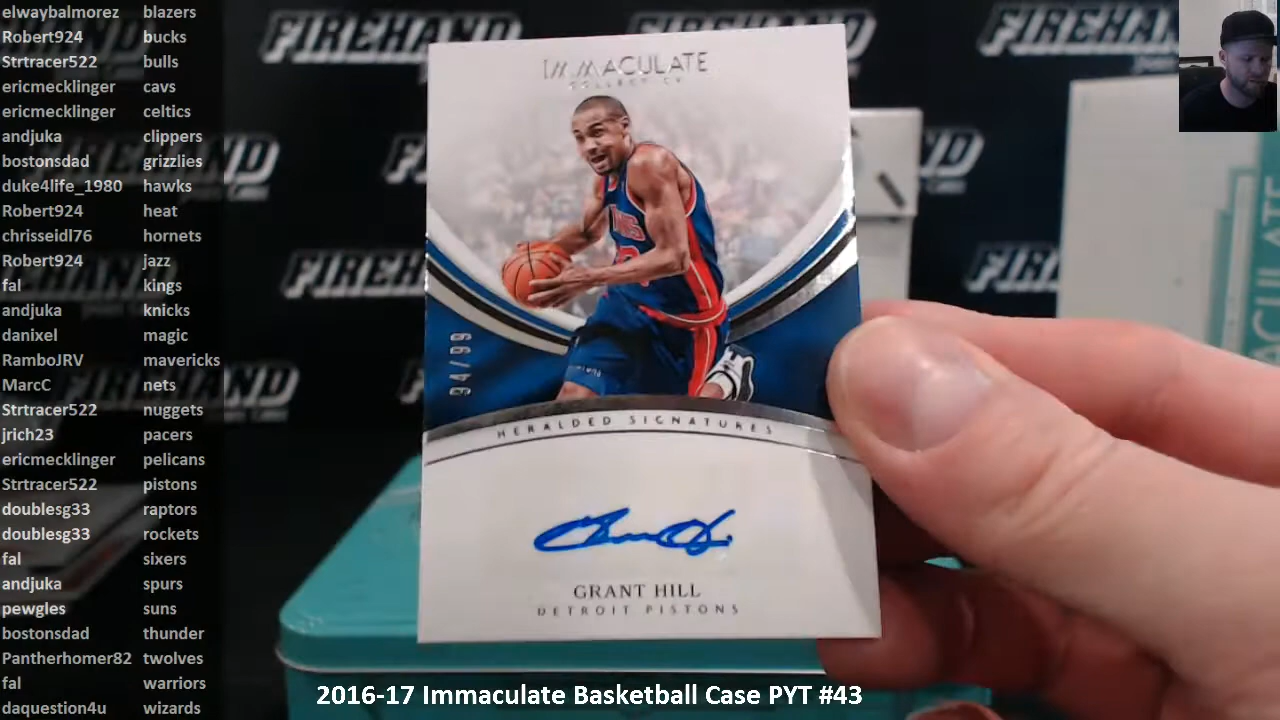 elwaybalmorez blazers
Robert924 bucks
Strtracer522 bulls
ericmecklinger cavs
ericmecklinger celtics
andjuka clippers
bostonsdad grizzlies
duke4life_1980 hawks
Robert924 heat
chrisseidl76 hornets
Robert924 jazz
fal kings
andjuka knicks
danixel magic
RamboJRV mavericks
MarcC nets
Strtracer522 nuggets
jrich23 pacers
ericmecklinger pelicans
Strtracer522 pistons
doublesg33 raptors
doublesg33 rockets
fal sixers
andjuka spurs
pewgles suns
bostonsdad thunder
Pantherhomer82 twolves
fal warriors
daquestion4u wizards
FIREHAND
IMMACULATE
COLLECTION
94/99
HERALDED SIGNATURES
GRANT HILL
DETROIT PISTONS
2016-17 Immaculate Basketball Case PYT #43